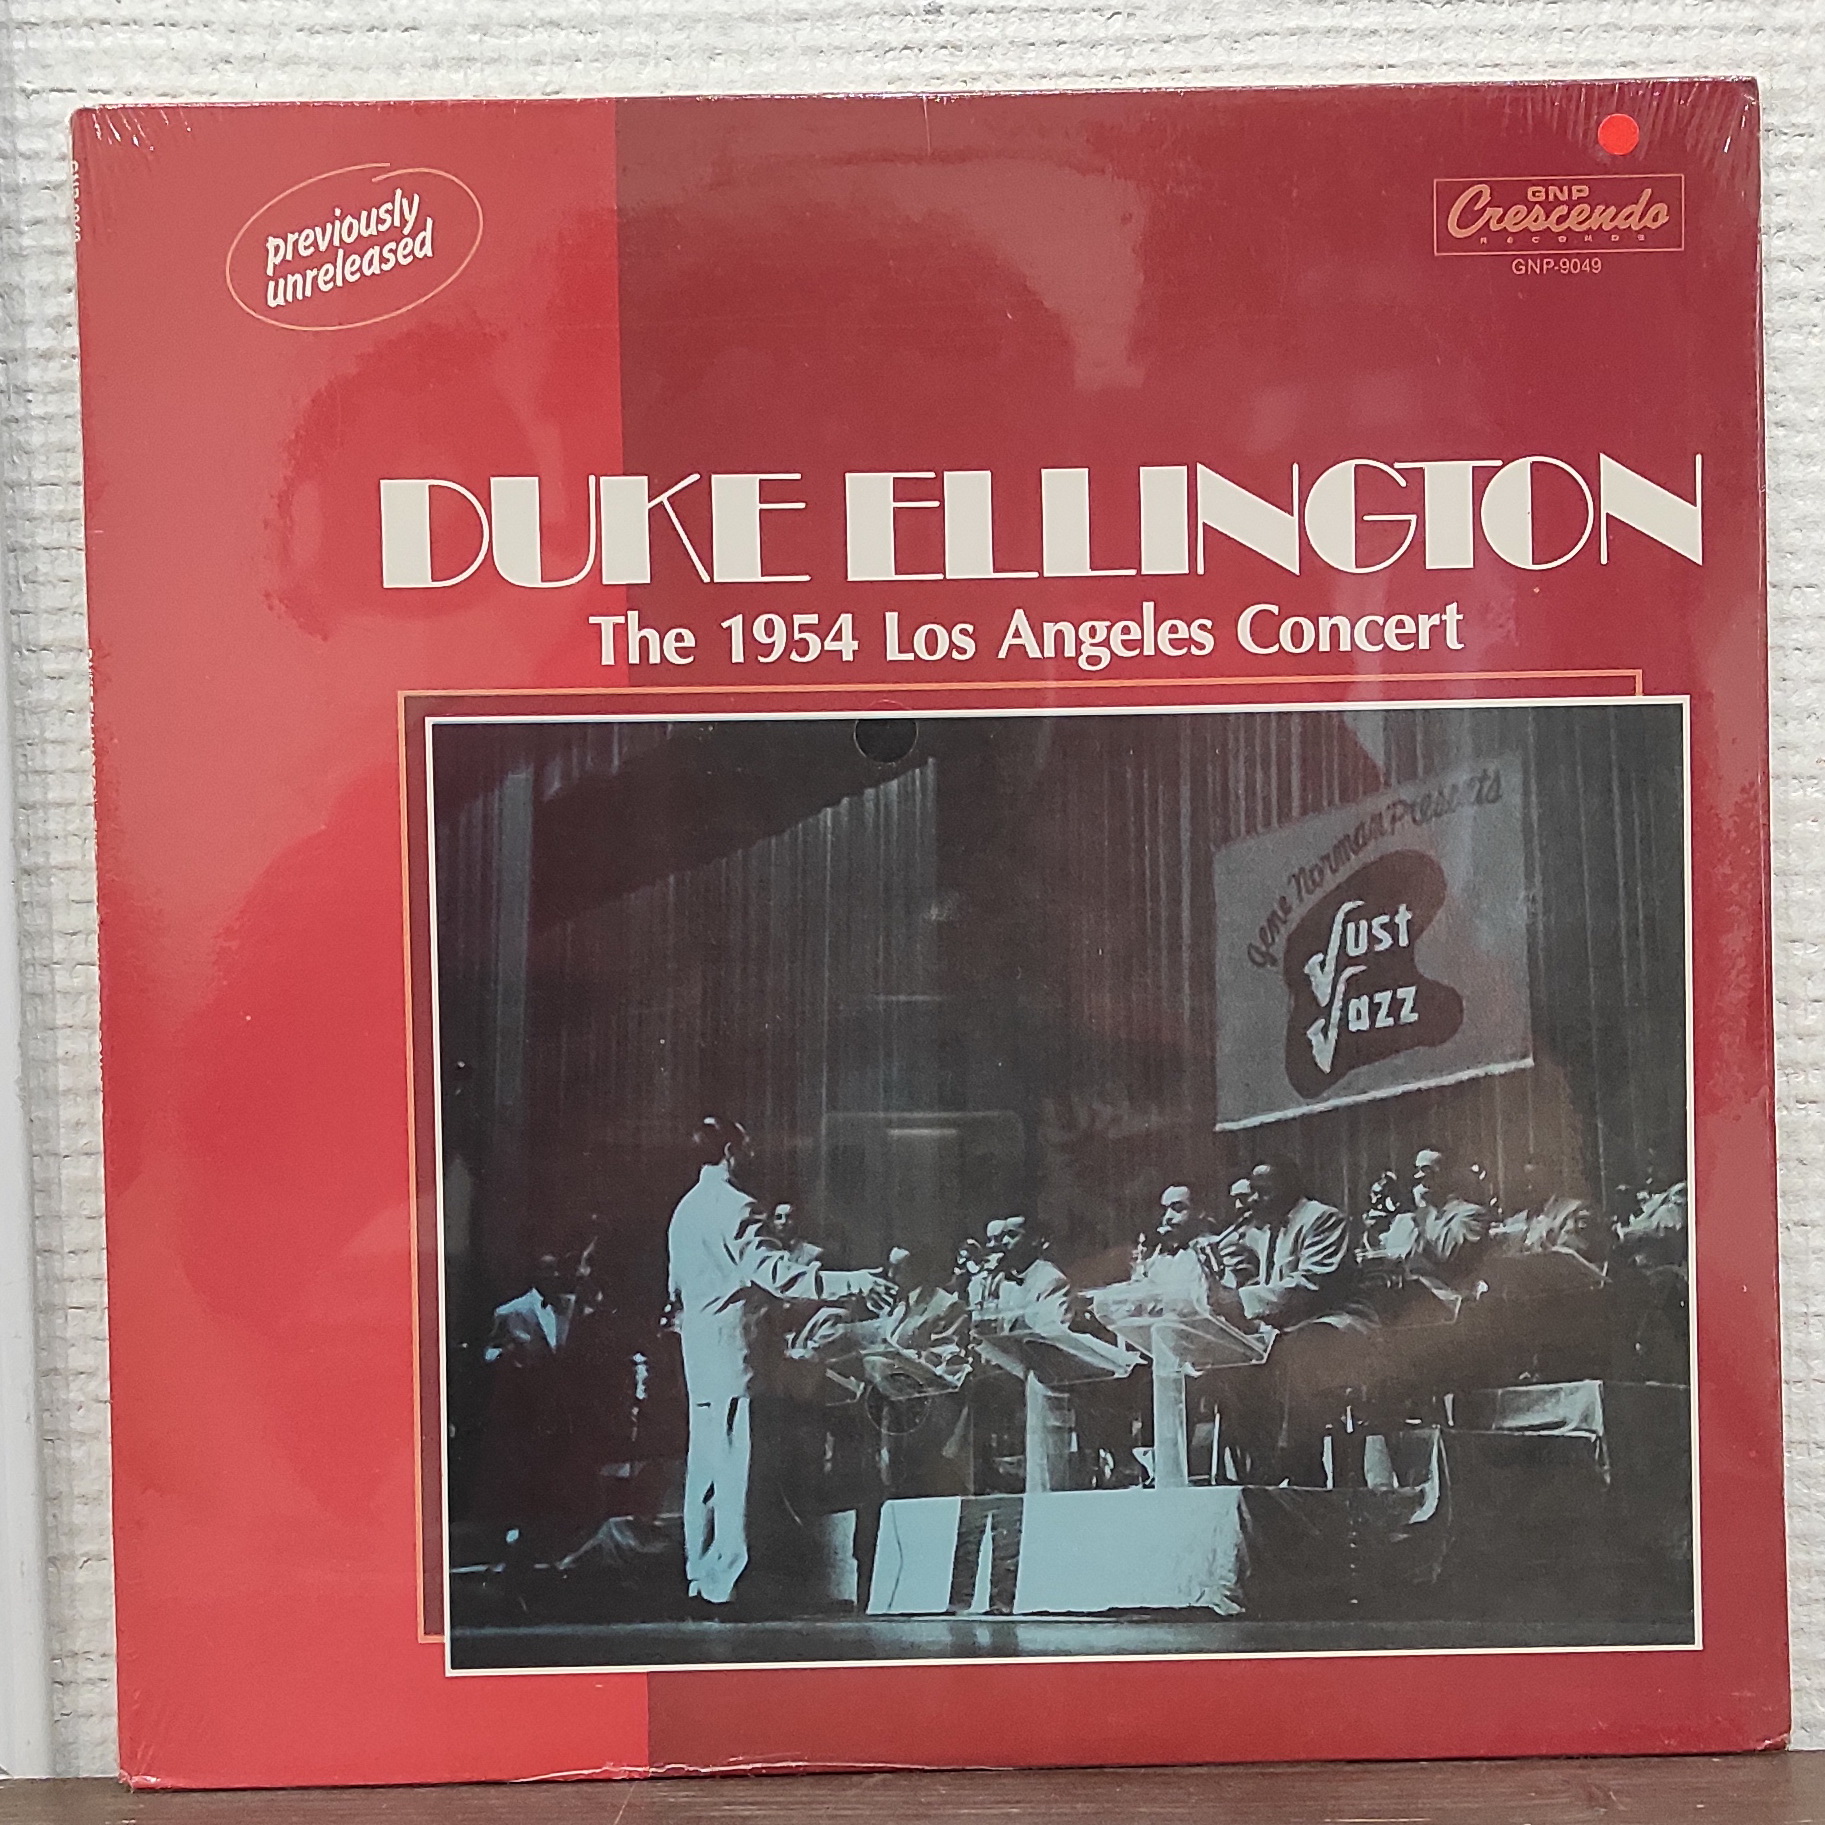 previously
unreleased
GNP
Crescendo
RECORDS
GNP-9049
DUKE ELLINGTON
The 1954 Los Angeles Concert
Gene Norman Presents
Just
Jazz